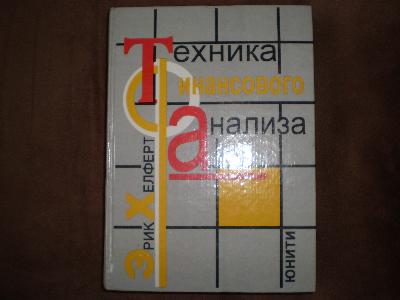 Техника
Финансового
Анализа
Эрик Хелферт
ЮНИТИ